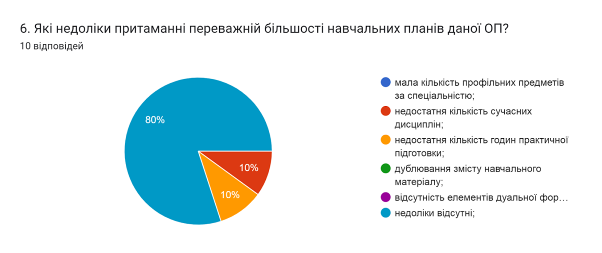 6. Які недоліки притаманні переважній більшості навчальних планів даної ОП?
10 відповідей
мала кількість профільних предметів
за спеціальністю;
недостатня кількість сучасних
дисциплін;
недостатня кількість годин практичної
підготовки;
дублювання змісту навчального
матеріалу;
відсутність елементів дуальної фор…
недоліки відсутні;
80%
10%
10%